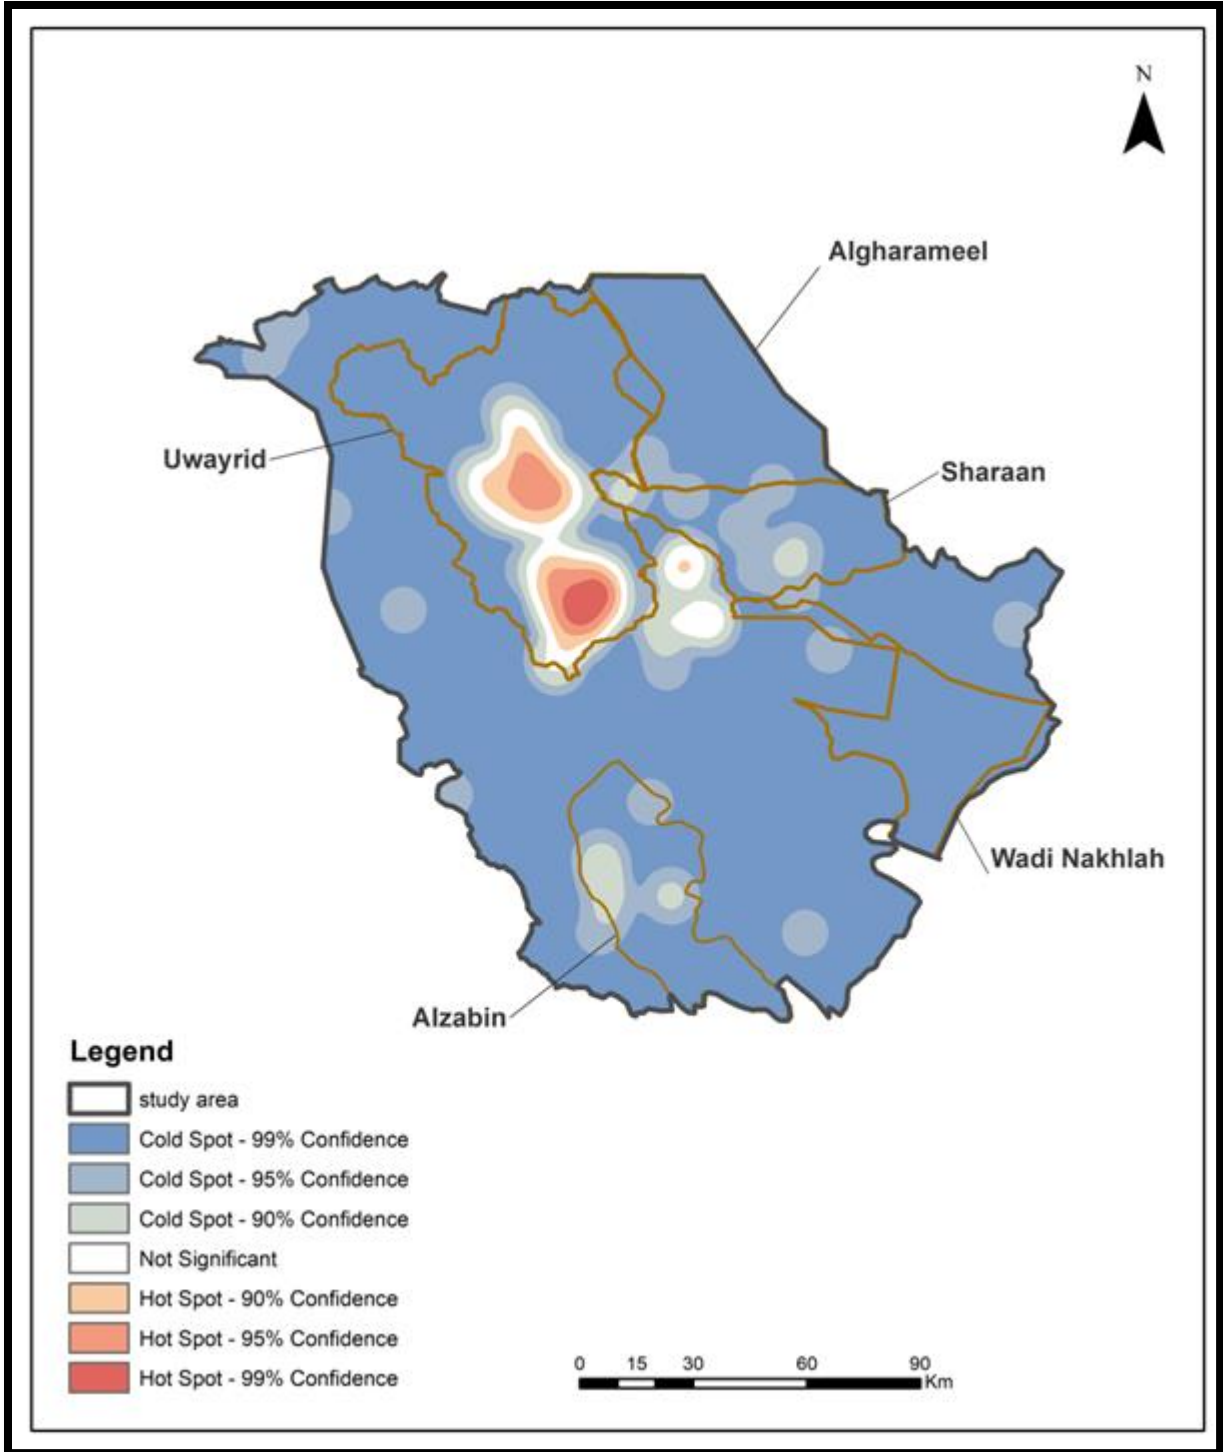 N
Algharameel
Uwayrid
Sharaan
Wadi Nakhlah
Alzabin
Legend
study area
Cold Spot - 99% Confidence
Cold Spot - 95% Confidence
Cold Spot - 90% Confidence
Not Significant
Hot Spot - 90% Confidence
Hot Spot - 95% Confidence
Hot Spot - 99% Confidence
0 15 30 60 90
Km